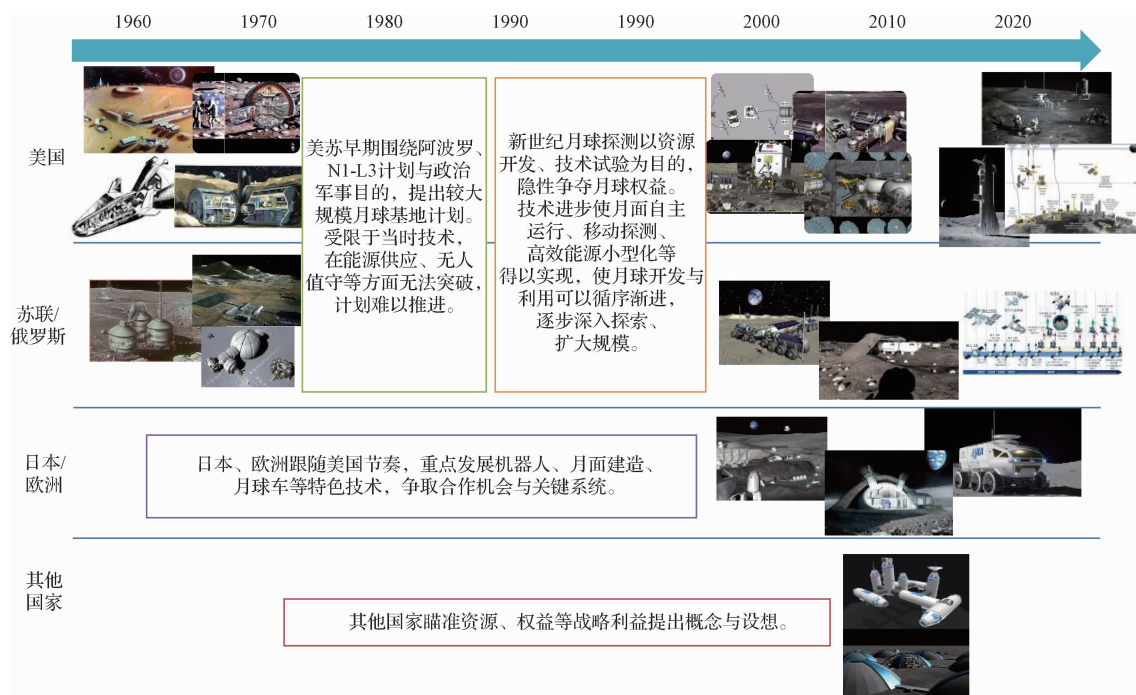 1960 1970 1980 1990 1990 2000 2010 2020
美国
美苏早期围绕阿波罗、
N1-L3计划与政治
军事目的，提出较大
规模月球基地计划。
受限于当时技术，
在能源供应、无人
值守等方面无法突破，
计划难以推进。
新世纪月球探测以资源
开发、技术试验为目的，
隐性争夺月球权益。
技术进步使月面自主
运行、移动探测、
高效能源小型化等
得以实现，使月球开发与
利用可以循序渐进，
逐步深入探索、
扩大规模。
苏联/
俄罗斯
日本/
欧洲
日本、欧洲跟随美国节奏，重点发展机器人、月面建造、
月球车等特色技术，争取合作机会与关键系统。
其他
国家
其他国家瞄准资源、权益等战略利益提出概念与设想。